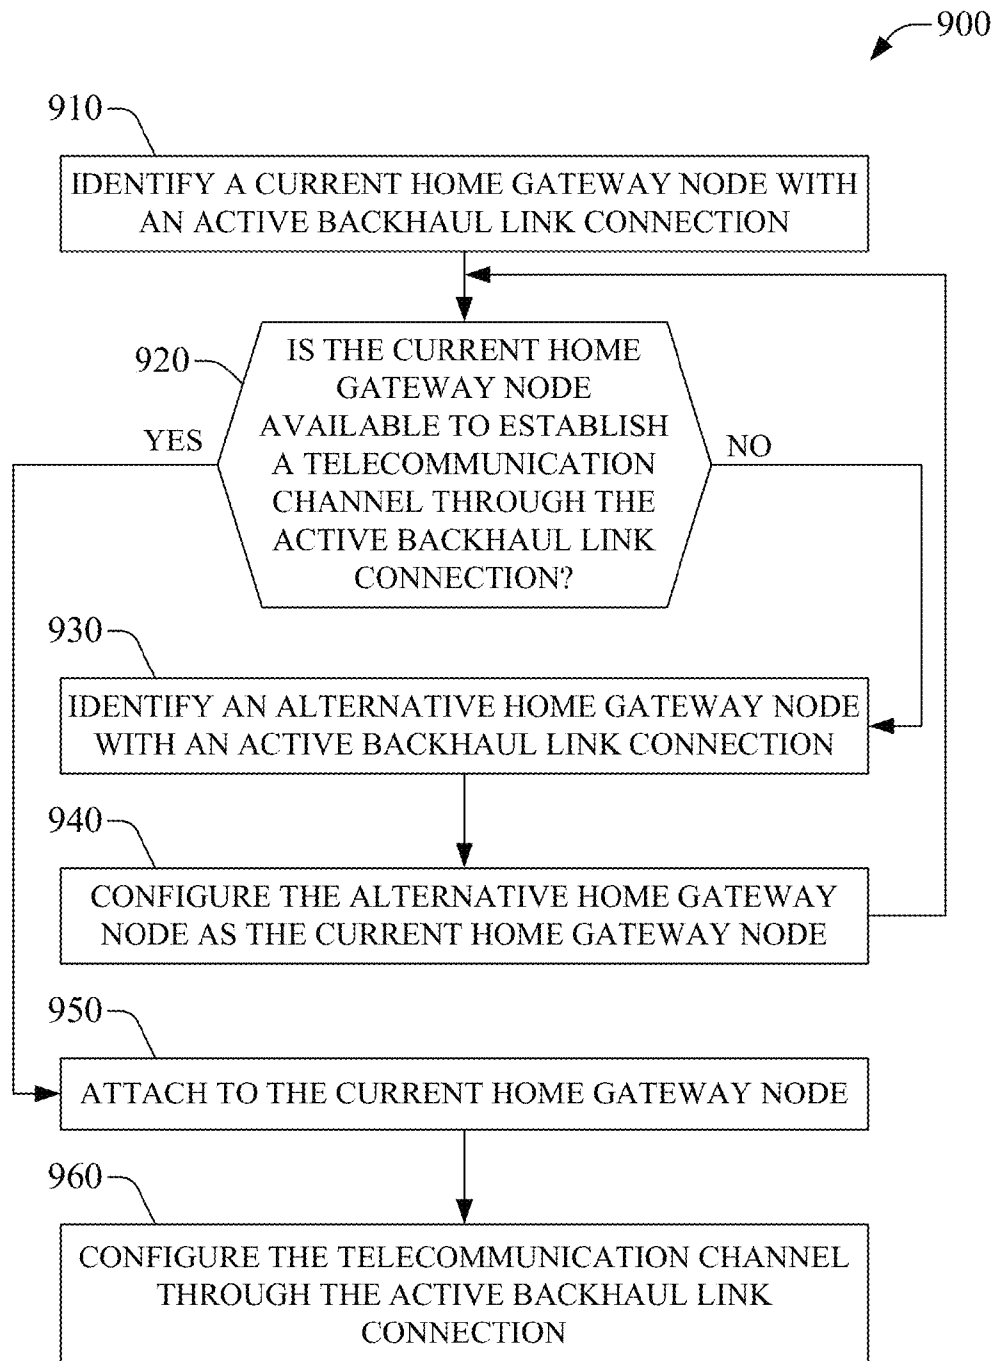 900
910
IDENTIFY A CURRENT HOME GATEWAY NODE WITH
AN ACTIVE BACKHAUL LINK CONNECTION
920
IS THE CURRENT HOME
GATEWAY NODE
AVAILABLE TO ESTABLISH
A TELECOMMUNICATION
CHANNEL THROUGH THE
ACTIVE BACKHAUL LINK
CONNECTION?
YES
NO
930
IDENTIFY AN ALTERNATIVE HOME GATEWAY NODE
WITH AN ACTIVE BACKHAUL LINK CONNECTION
940
CONFIGURE THE ALTERNATIVE HOME GATEWAY
NODE AS THE CURRENT HOME GATEWAY NODE
950
ATTACH TO THE CURRENT HOME GATEWAY NODE
960
CONFIGURE THE TELECOMMUNICATION CHANNEL
THROUGH THE ACTIVE BACKHAUL LINK
CONNECTION